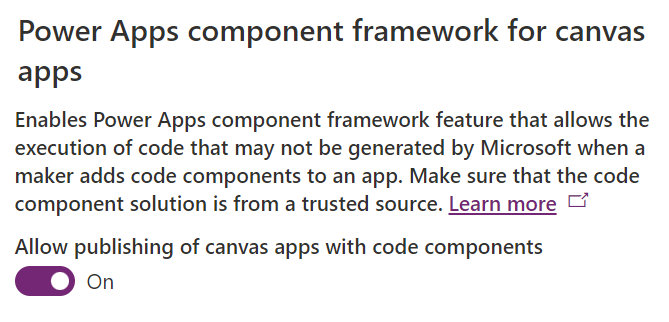 Power Apps component framework for canvas
apps
Enables Power Apps component framework feature that allows the
execution of code that may not be generated by Microsoft when a
maker adds code components to an app. Make sure that the code
component solution is from a trusted source. Learn more
Allow publishing of canvas apps with code components
On